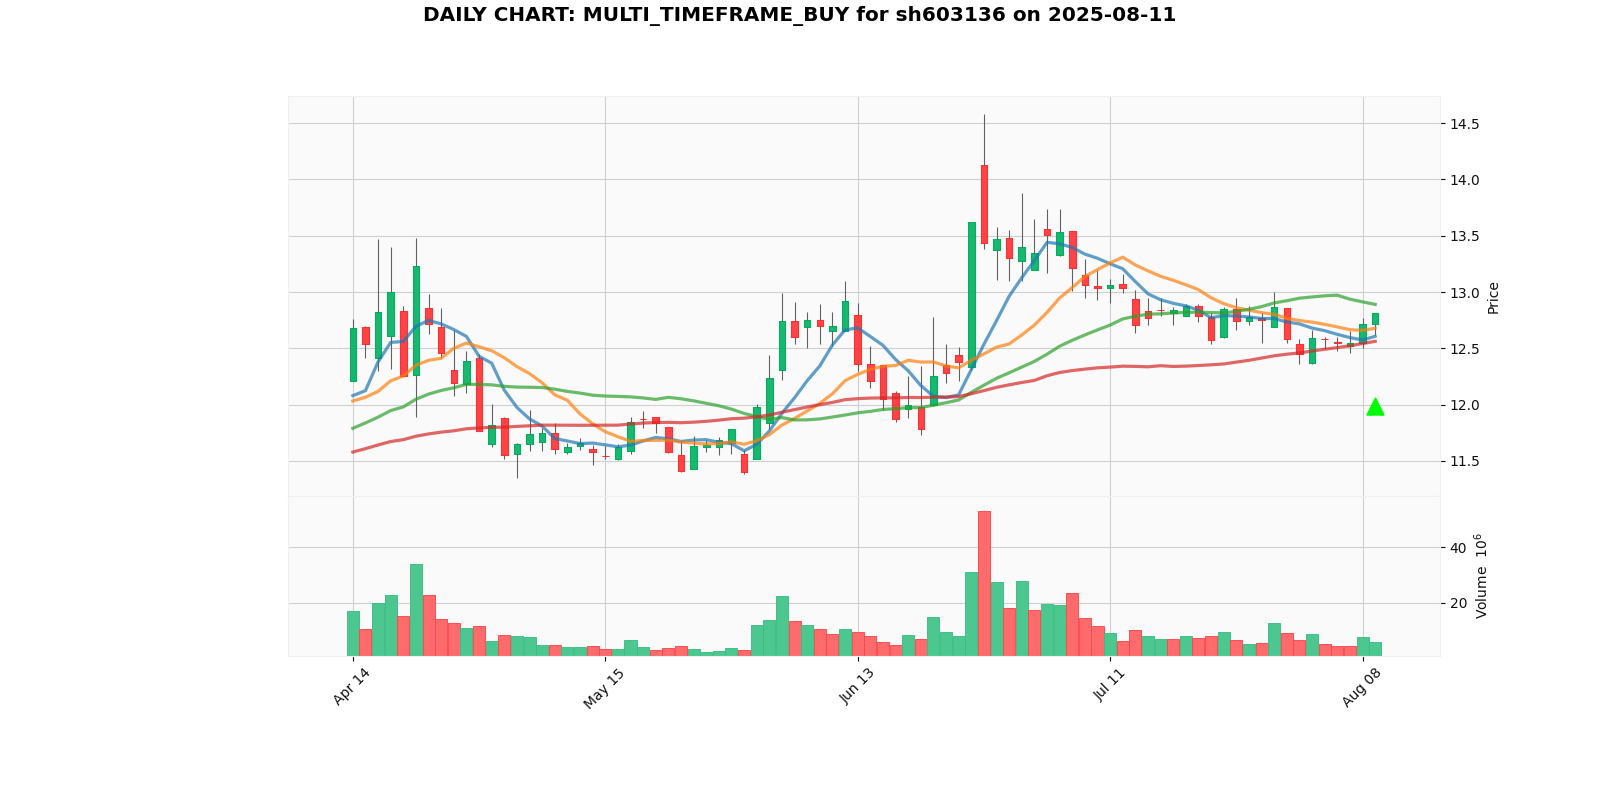 DAILY CHART: MULTI_TIMEFRAME_BUY for sh603136 on 2025-08-11
14.5
14.0
13.5
13.0
12.5
12.0
11.5
Price
40
20
Volume 10^6
Apr 14
May 15
Jun 13
Jul 11
Aug 08